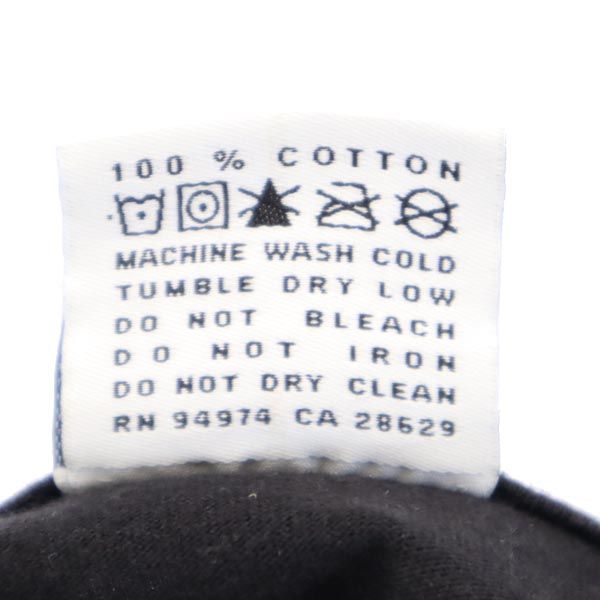 100 % COTTON
MACHINE WASH COLD
TUMBLE DRY LOW
DO NOT BLEACH
DO NOT IRON
DO NOT DRY CLEAN
RN 94974 CA 28629